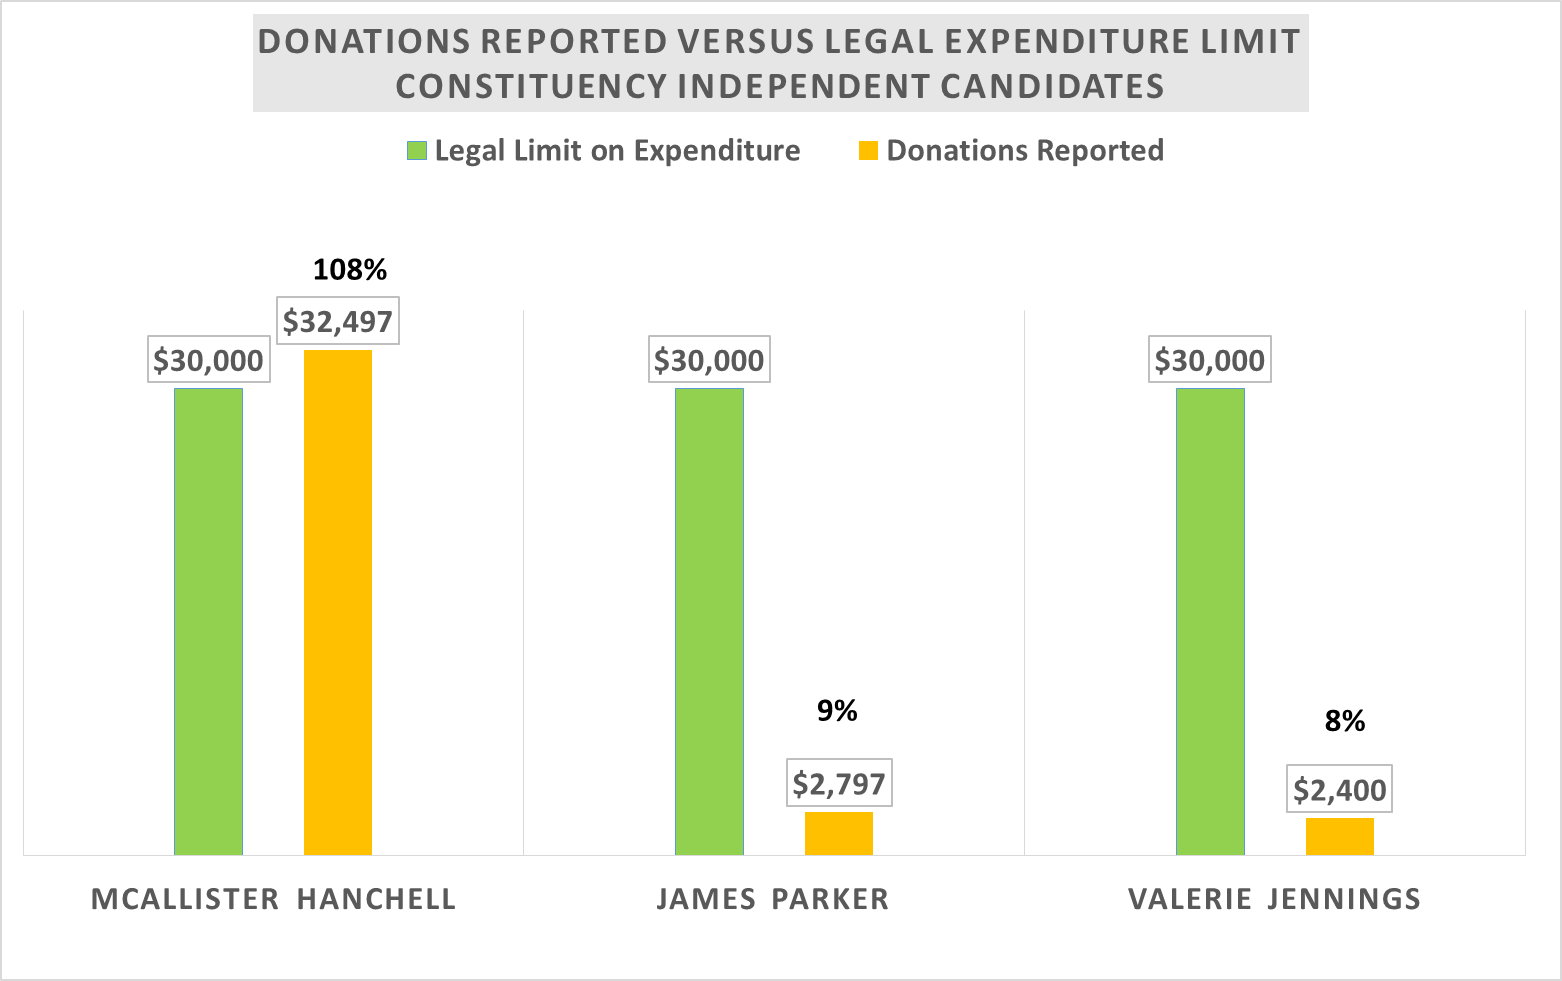 DONATIONS REPORTED VERSUS LEGAL EXPENDITURE LIMIT
CONSTITUENCY INDEPENDENT CANDIDATES
Legal Limit on Expenditure
Donations Reported
108%
$32,497
$30,000
$30,000
$30,000
9%
8%
$2,797
$2,400
MCALLISTER HANCHELL
JAMES PARKER
VALERIE JENNINGS